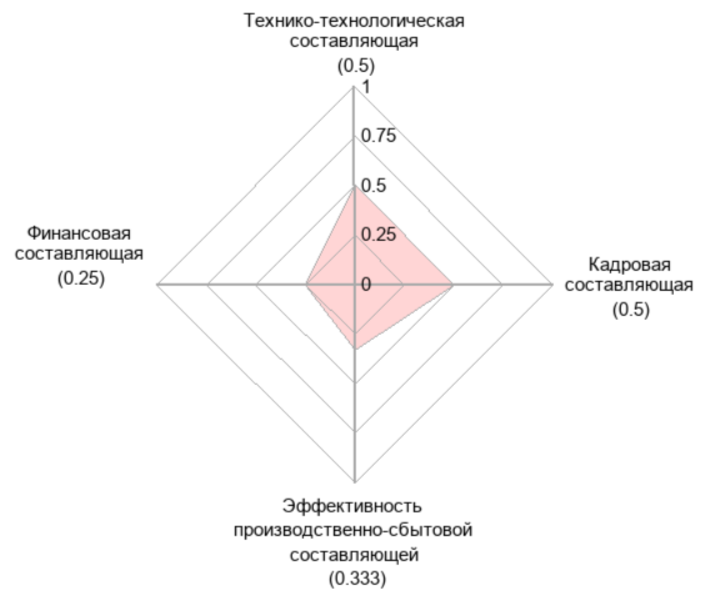 Технико-технологическая
составляющая
(0.5)
1
0.75
0.5
0.25
0
Финансовая
составляющая
(0.25)
Кадровая
составляющая
(0.5)
Эффективность
производственно-сбытовой
составляющей
(0.333)